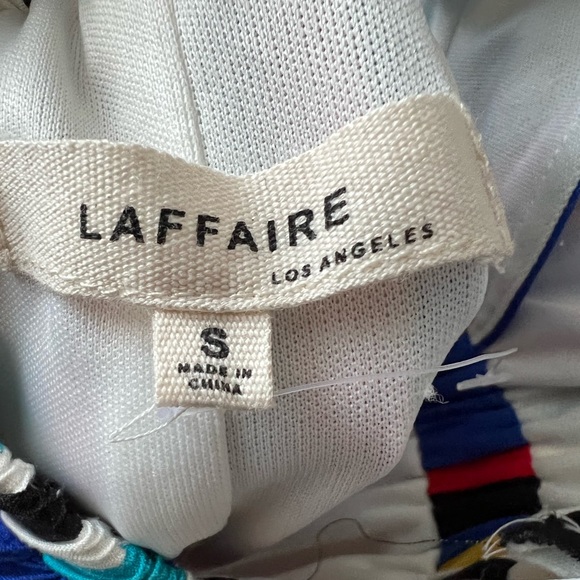 LAFFAIRE
LOS ANGELES
S
MADE IN
CHINA